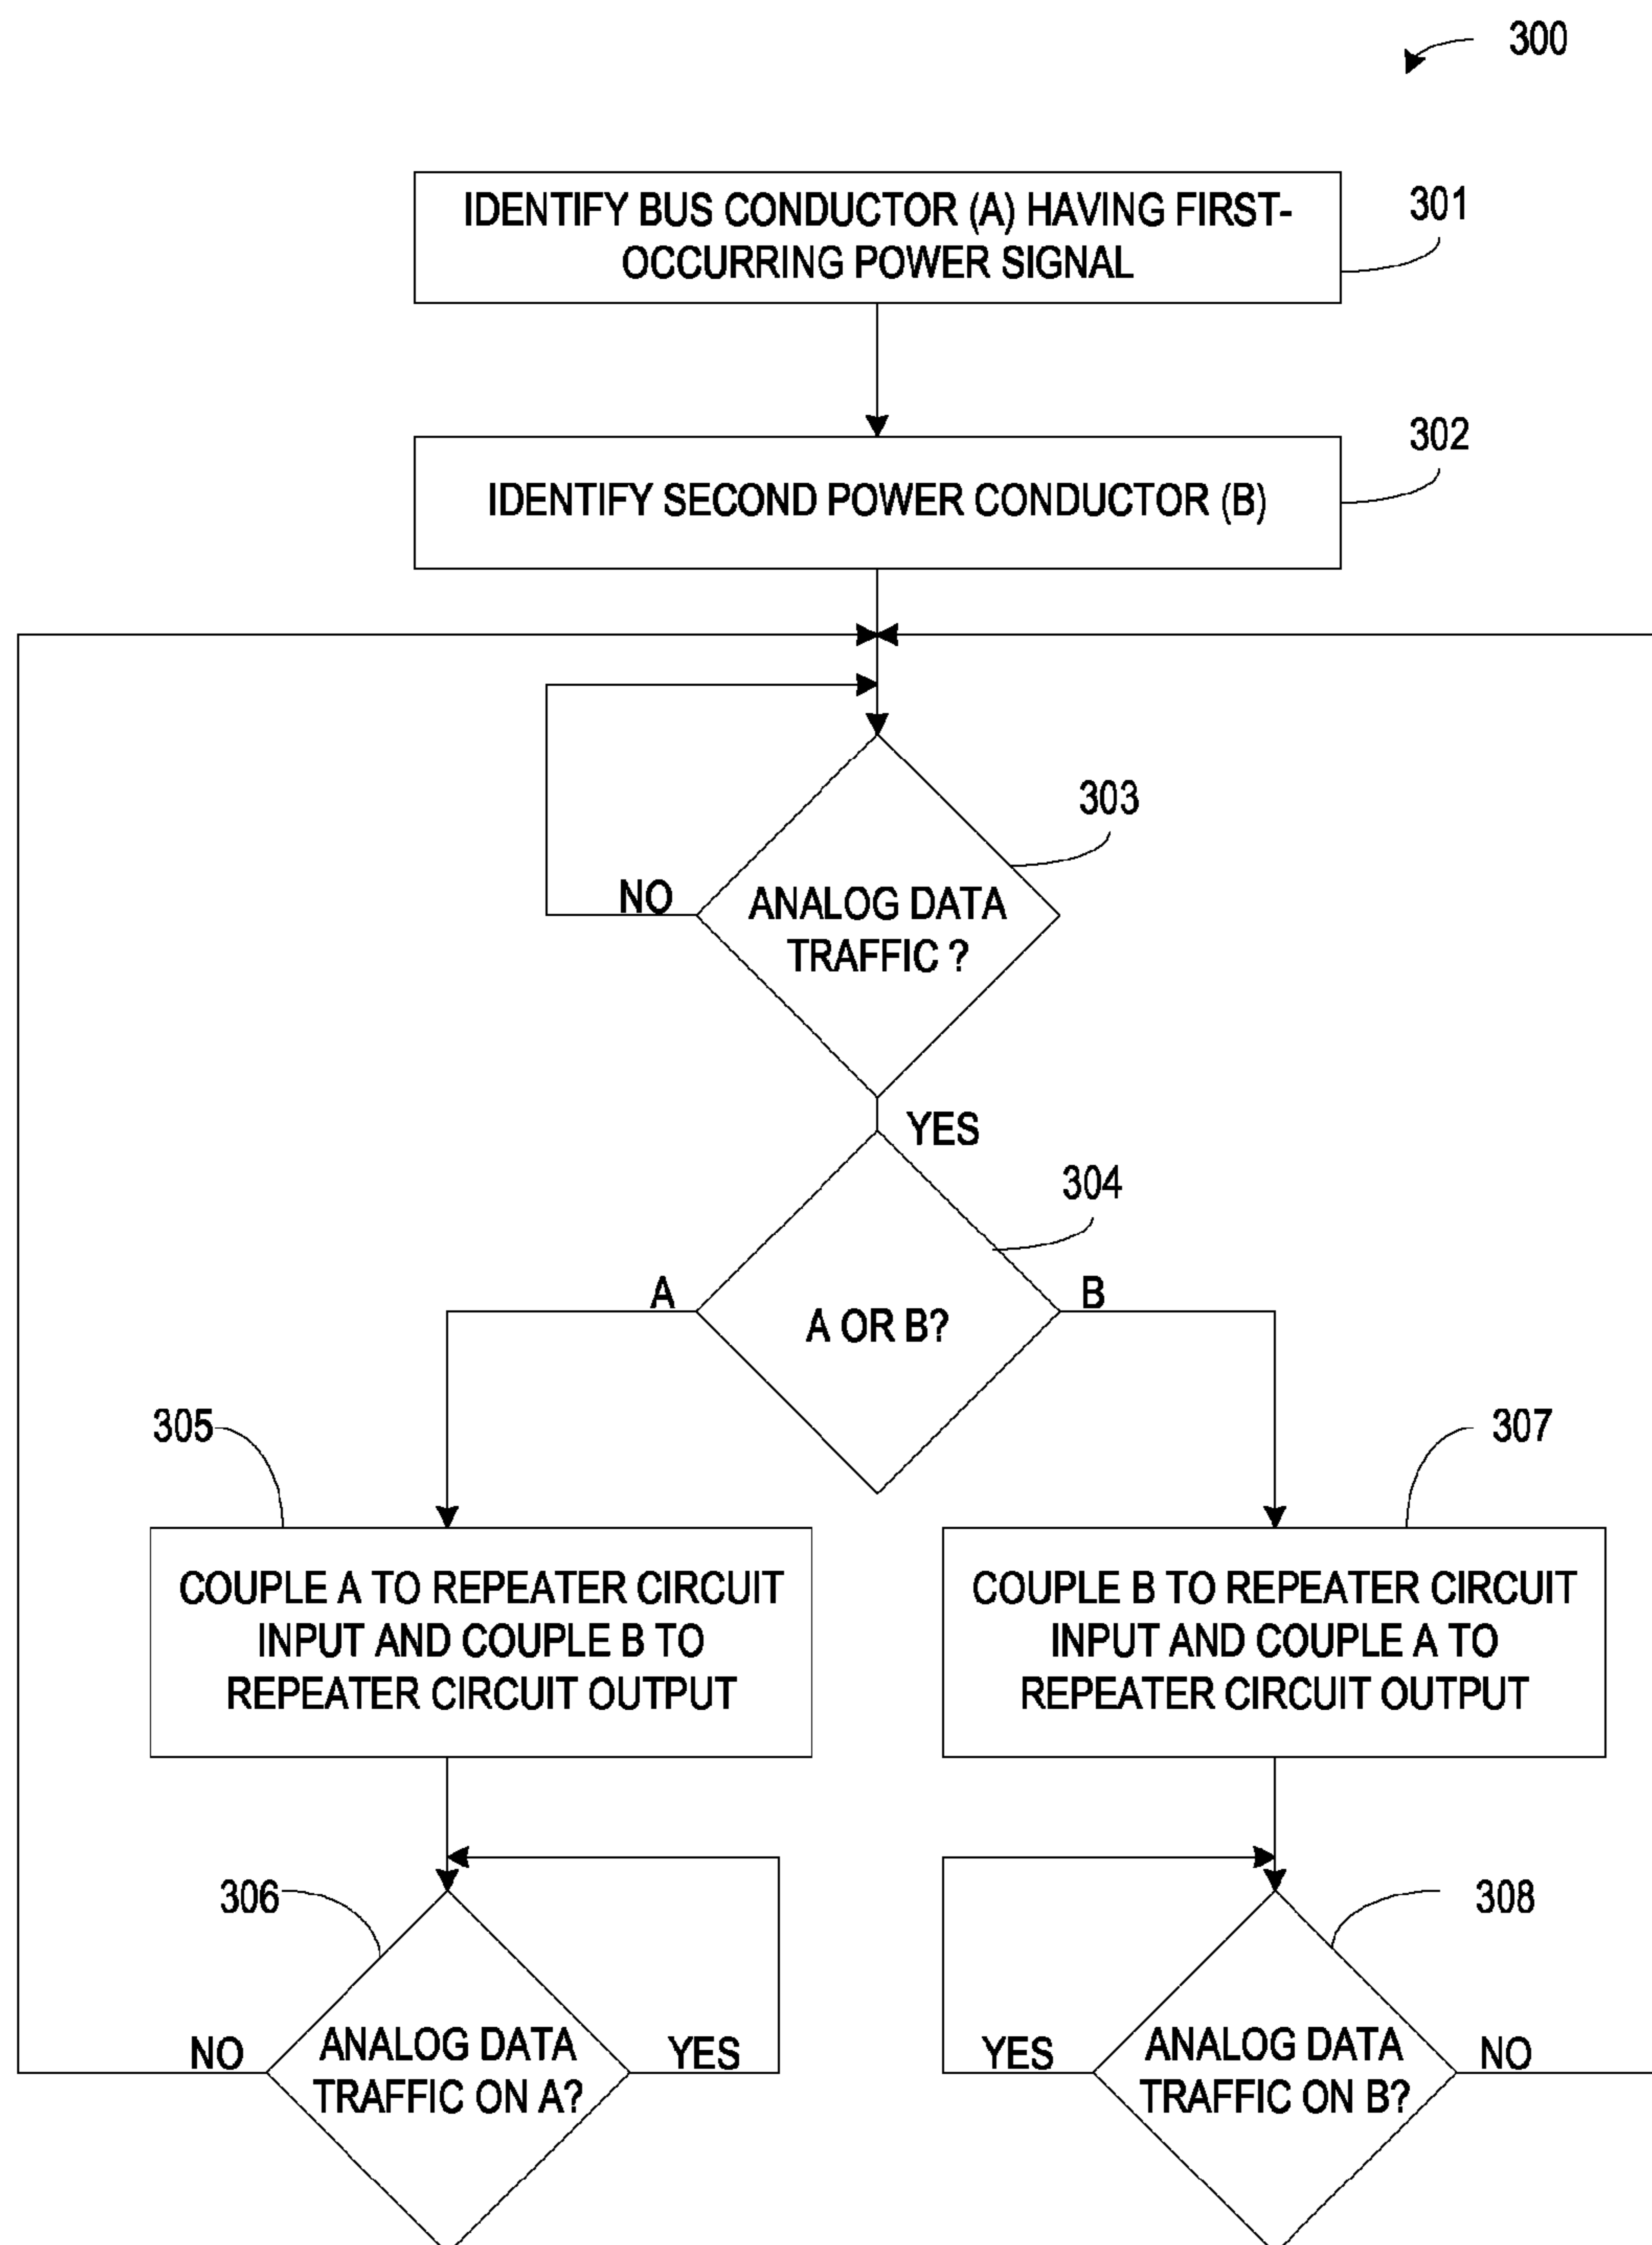 300
IDENTIFY BUS CONDUCTOR (A) HAVING FIRST-
OCCURRING POWER SIGNAL
301
IDENTIFY SECOND POWER CONDUCTOR (B)
302
303
NO
ANALOG DATA
TRAFFIC ?
YES
304
A
A OR B?
B
305
COUPLE A TO REPEATER CIRCUIT
INPUT AND COUPLE B TO
REPEATER CIRCUIT OUTPUT
307
COUPLE B TO REPEATER CIRCUIT
INPUT AND COUPLE A TO
REPEATER CIRCUIT OUTPUT
306
NO
ANALOG DATA
TRAFFIC ON A?
YES
308
YES
ANALOG DATA
TRAFFIC ON B?
NO